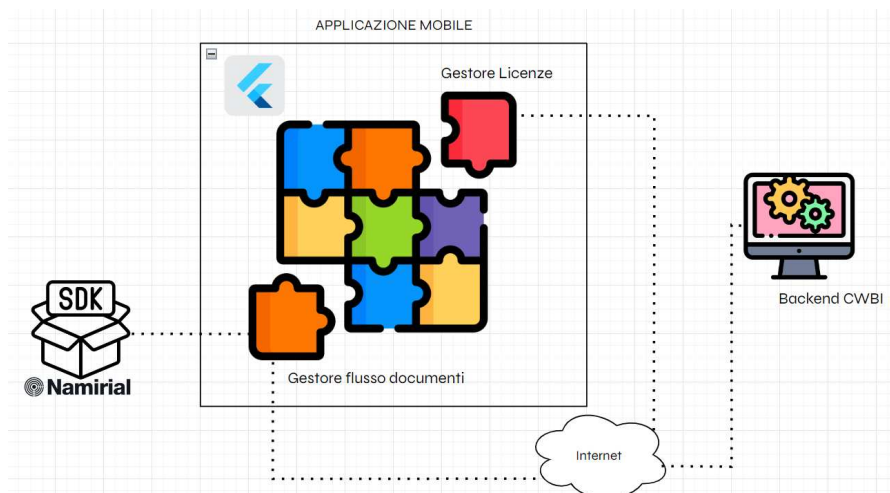 APPLICAZIONE MOBILE
Gestore Licenze
SDK
Namirial
Gestore flusso documenti
Backend CWBI
Internet